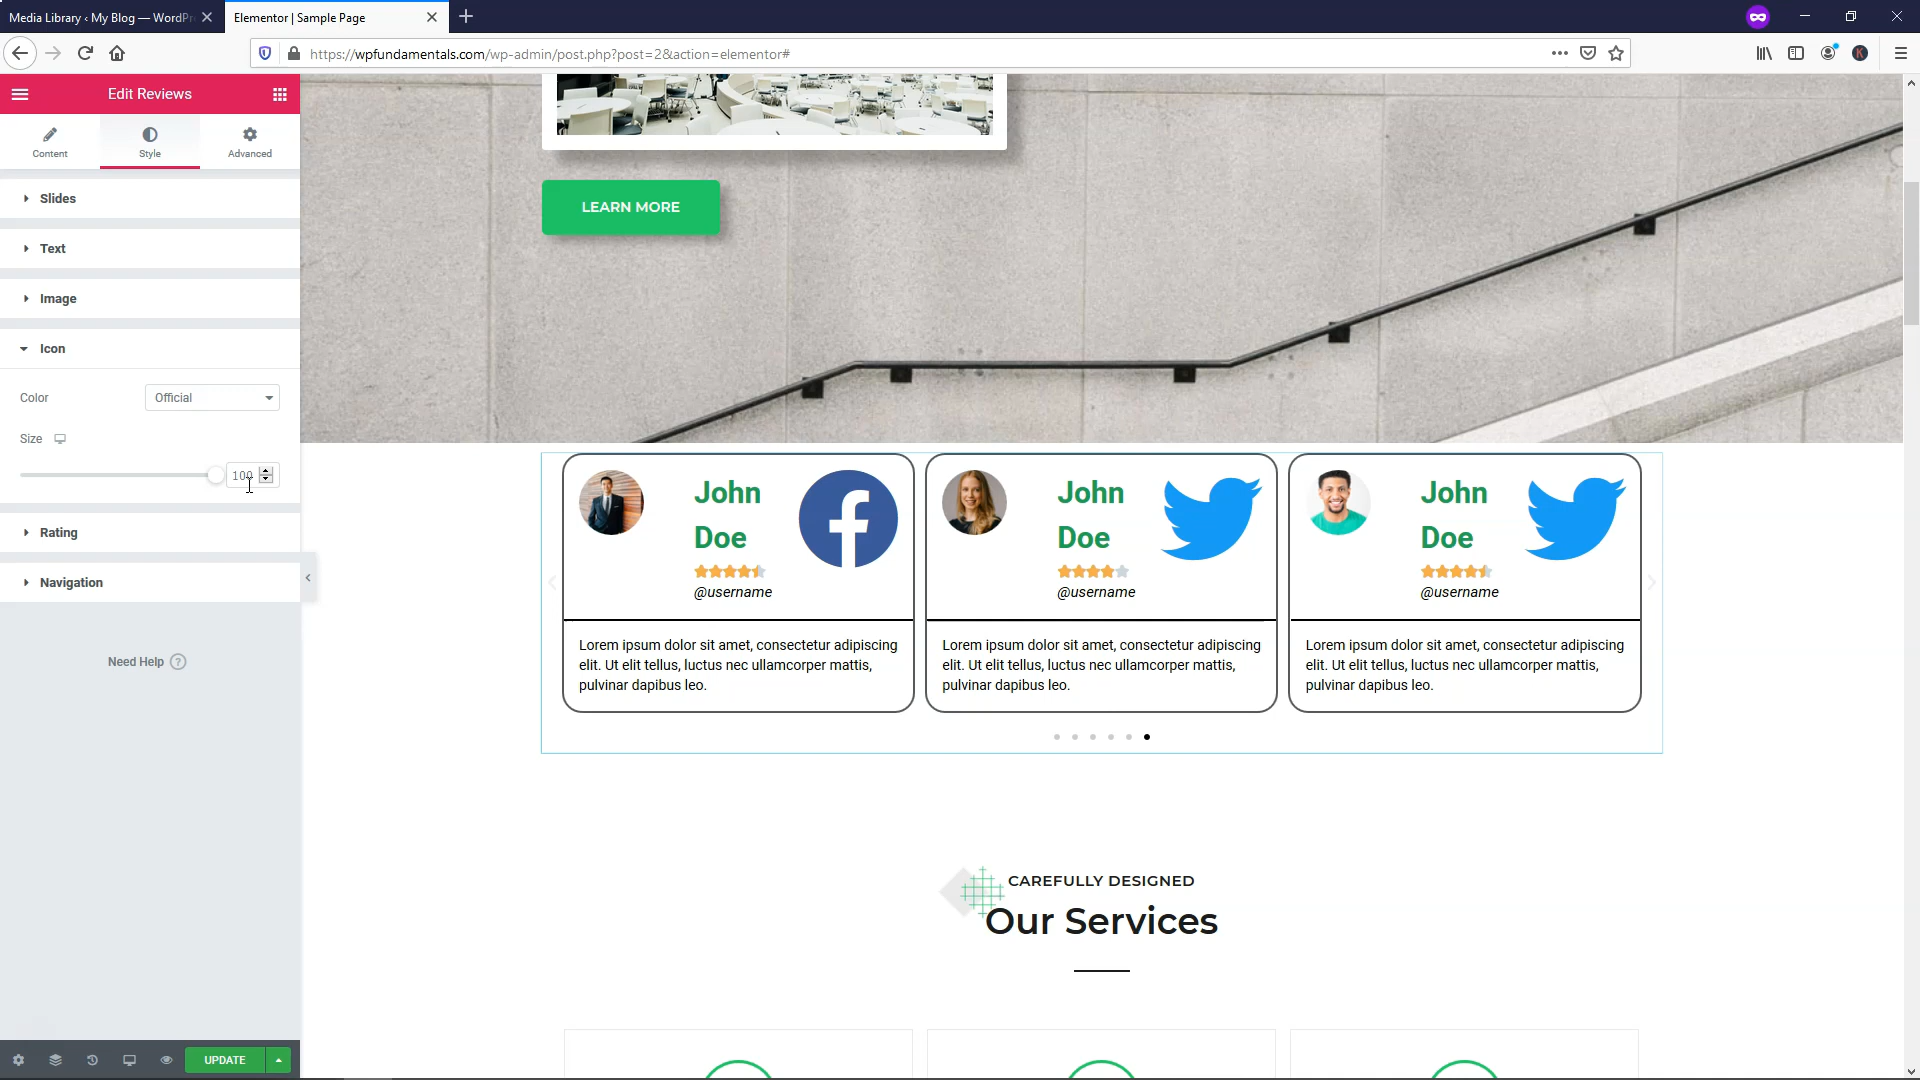 Media Library ‹ My Blog — WordPr
Elementor | Sample Page
https://wpfundamentals.com/wp-admin/post.php?post=2&action=elementor#
Edit Reviews
Content
Style
Advanced
Slides
Text
Image
Icon
Color
Official
Size
100
Rating
Navigation
Need Help ?
UPDATE
LEARN MORE
John
Doe
@username
Lorem ipsum dolor sit amet, consectetur adipiscing
elit. Ut elit tellus, luctus nec ullamcorper mattis,
pulvinar dapibus leo.
John
Doe
@username
Lorem ipsum dolor sit amet, consectetur adipiscing
elit. Ut elit tellus, luctus nec ullamcorper mattis,
pulvinar dapibus leo.
John
Doe
@username
Lorem ipsum dolor sit amet, consectetur adipiscing
elit. Ut elit tellus, luctus nec ullamcorper mattis,
pulvinar dapibus leo.
CAREFULLY DESIGNED
Our Services